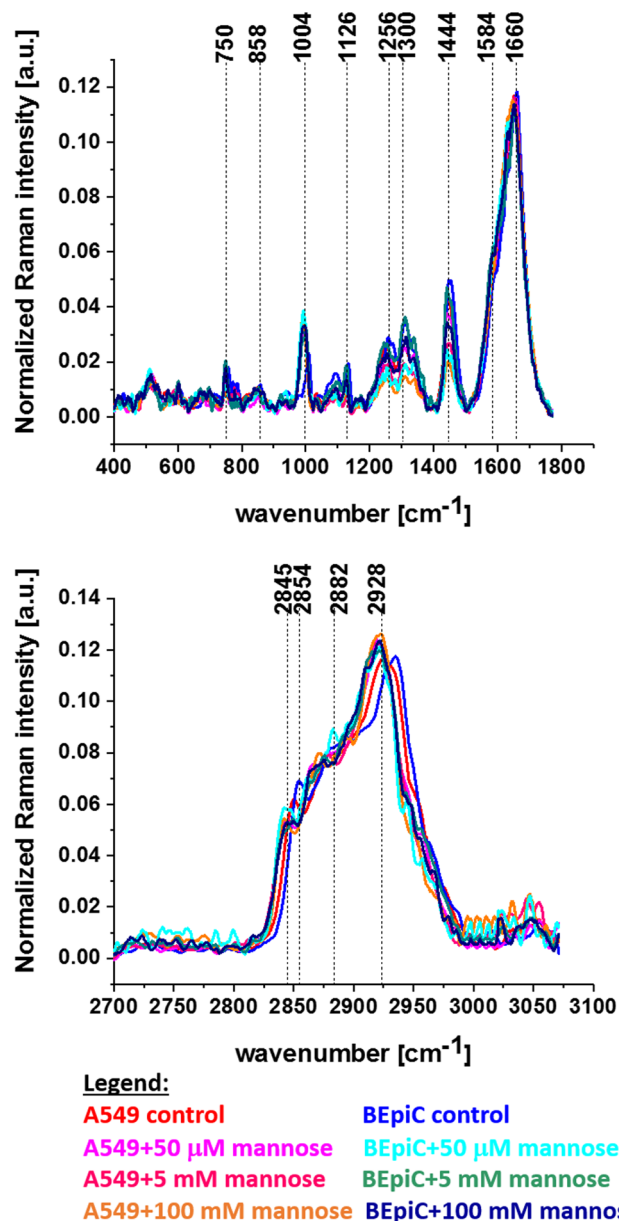 750 858 1004 1126 1256 1300 1444 1584 1660
Normalized Raman intensity [a.u.]
0.12
0.10
0.08
0.06
0.04
0.02
0.00
400 600 800 1000 1200 1400 1600 1800
wavenumber [cm-1]
2845 2854 2882 2928
Normalized Raman intensity [a.u.]
0.14
0.12
0.10
0.08
0.06
0.04
0.02
0.00
2700 2750 2800 2850 2900 2950 3000 3050 3100
wavenumber [cm-1]
Legend:
A549 control BEpiC control
A549+50 μM mannose BEpiC+50 μM mannose
A549+5 mM mannose BEpiC+5 mM mannose
A549+100 mM mannose BEpiC+100 mM mannos